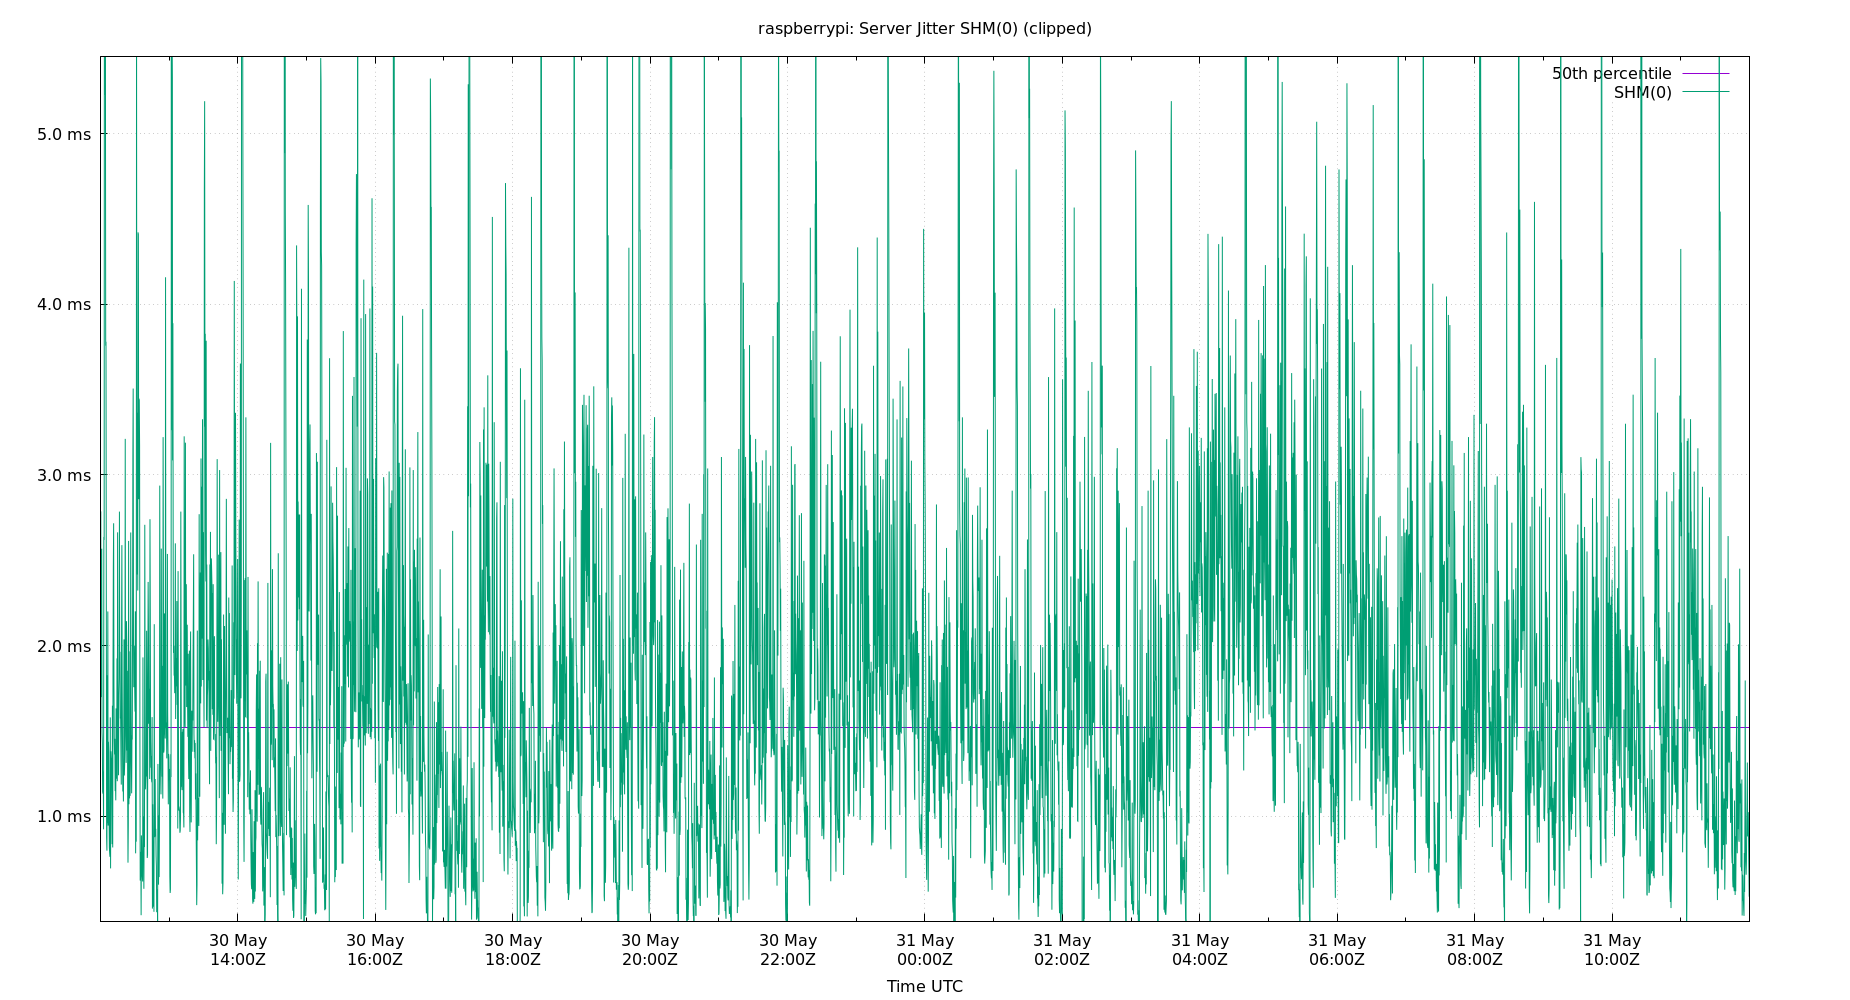 raspberrypi: Server Jitter SHM(0) (clipped)
50th percentile
SHM(0)
5.0 ms
4.0 ms
3.0 ms
2.0 ms
1.0 ms
30 May 30 May 30 May 30 May 30 May 31 May 31 May 31 May 31 May 31 May 31 May
14:00Z 16:00Z 18:00Z 20:00Z 22:00Z 00:00Z 02:00Z 04:00Z 06:00Z 08:00Z 10:00Z
Time UTC